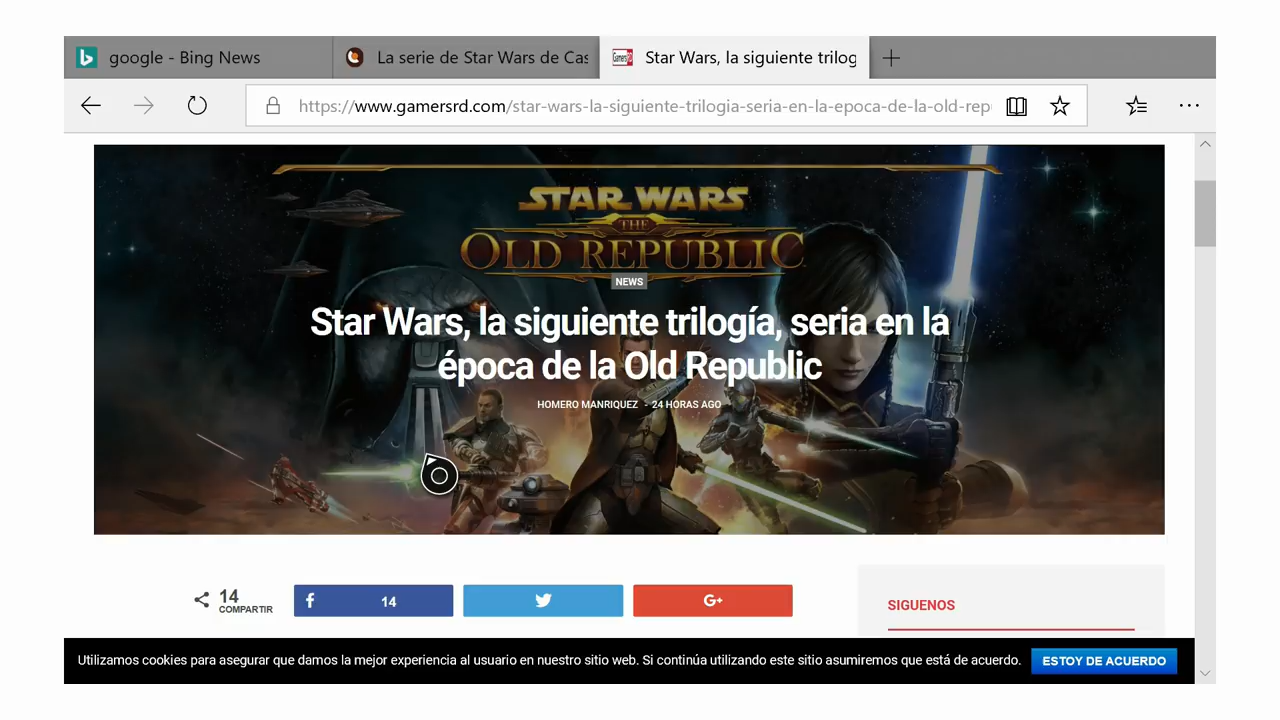 google - Bing News
La serie de Star Wars de Cas
Star Wars, la siguiente trilog
https://www.gamersrd.com/star-wars-la-siguiente-trilogia-seria-en-la-epoca-de-la-old-rep
STAR WARS
THE
OLD REPUBLIC
NEWS
Star Wars, la siguiente trilogía, seria en la
época de la Old Republic
HOMERO MANRIQUEZ - 24 HORAS AGO
14
COMPARTIR
14
SIGUENOS
Utilizamos cookies para asegurar que damos la mejor experiencia al usuario en nuestro sitio web. Si continúa utilizando este sitio asumiremos que está de acuerdo.
ESTOY DE ACUERDO